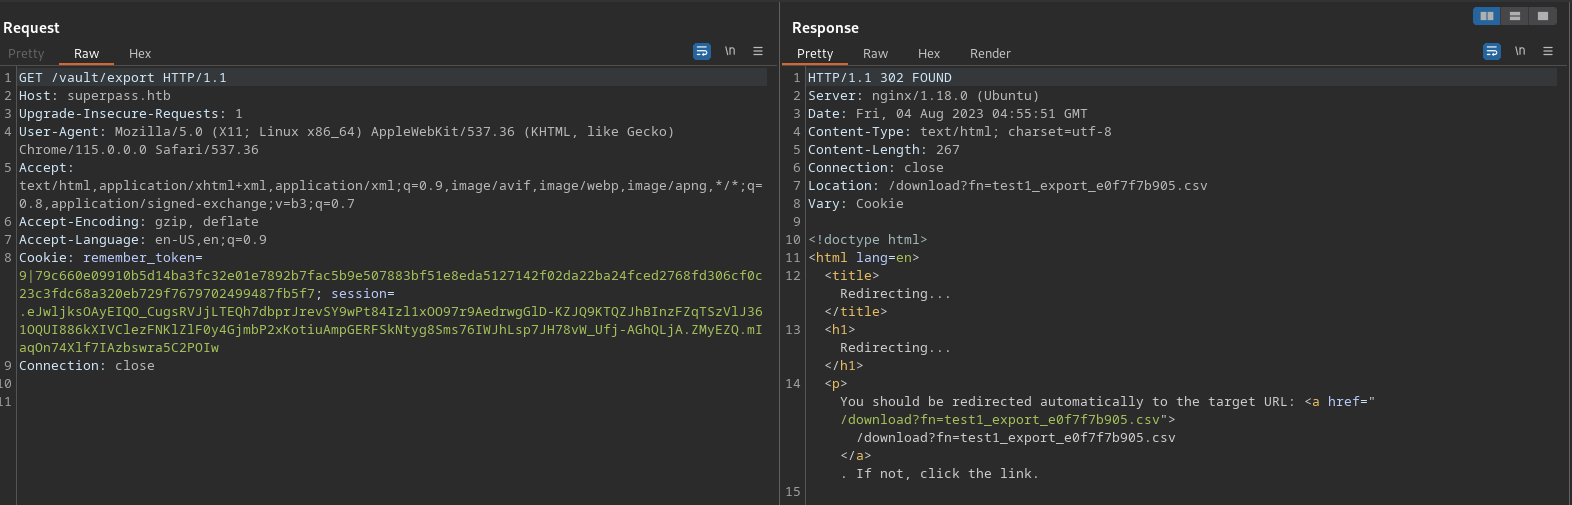 Request
Pretty Raw Hex
\n
1 GET /vault/export HTTP/1.1
2 Host: superpass.htb
3 Upgrade-Insecure-Requests: 1
4 User-Agent: Mozilla/5.0 (X11; Linux x86_64) AppleWebKit/537.36 (KHTML, like Gecko)
Chrome/115.0.0.0 Safari/537.36
5 Accept:
text/html,application/xhtml+xml,application/xml;q=0.9,image/avif,image/webp,image/apng,*/*;q=
0.8,application/signed-exchange;v=b3;q=0.7
6 Accept-Encoding: gzip, deflate
7 Accept-Language: en-US,en;q=0.9
8 Cookie: remember_token=
9|79c660e09910b5d14ba3fc32e01e7892b7fac5b9e507883bf51e8eda5127142f02da22ba24fced2768fd306cf0c
23c3fdc68a320eb729f7679702499487fb5f7; session=
.eJwljksOAyEIQO_CugsRVJjLTEQh7dbprJrevSY9wPt84Izl1xOO97r9AedrwgGlD-KZJQ9KTQZJhBInzFZqTSzVlJ36
1OQUI886kXIVClezFNKlZlF0y4GjmbP2xKotiuAmpGERFSkNtyg8Sms76IWJhLsp7JH78vW_Ufj-AGhQLjA.ZMyEZQ.mI
aqOn74Xlf7IAzbswra5C2POIw
9 Connection: close
10
11
Response
Pretty Raw Hex Render
\n
1 HTTP/1.1 302 FOUND
2 Server: nginx/1.18.0 (Ubuntu)
3 Date: Fri, 04 Aug 2023 04:55:51 GMT
4 Content-Type: text/html; charset=utf-8
5 Content-Length: 267
6 Connection: close
7 Location: /download?fn=test1_export_e0f7f7b905.csv
8 Vary: Cookie
9
10 <!doctype html>
11 <html lang=en>
12 <title>
Redirecting...
</title>
13 <h1>
Redirecting...
</h1>
14 <p>
You should be redirected automatically to the target URL: <a href="
/download?fn=test1_export_e0f7f7b905.csv">
/download?fn=test1_export_e0f7f7b905.csv
</a>
. If not, click the link.
15